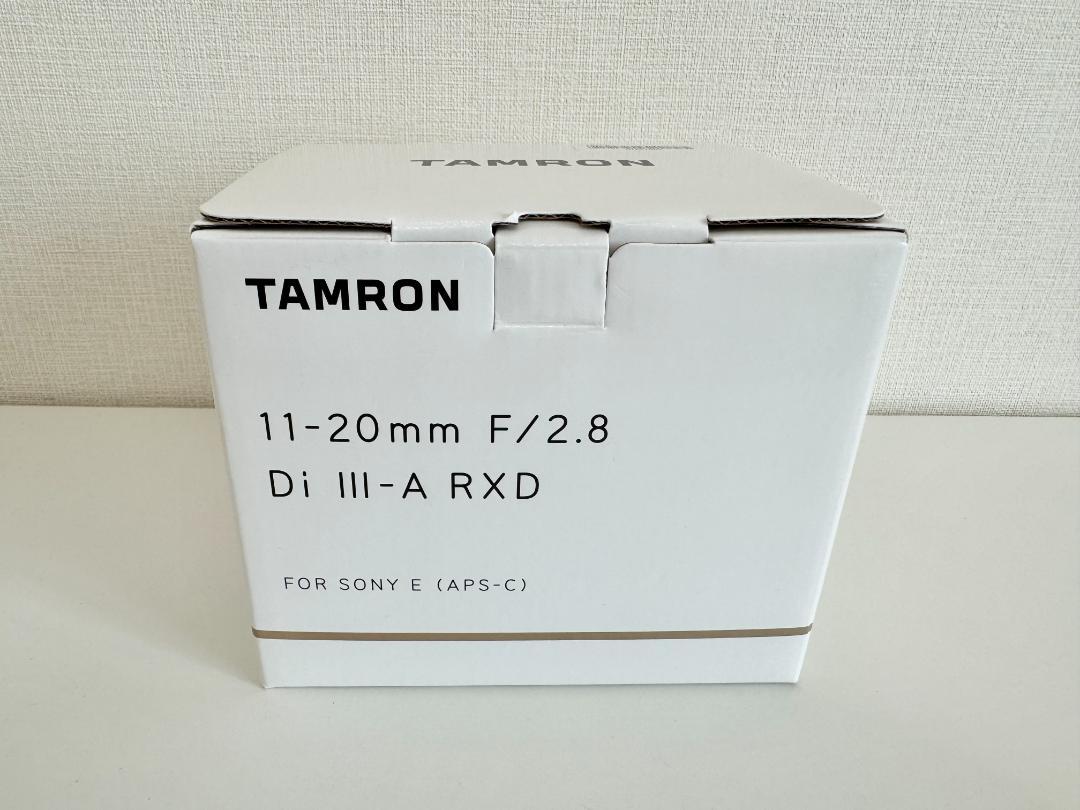 TAMRON
TAMRON
11-20mm F/2.8
Di III-A RXD
FOR SONY E (APS-C)